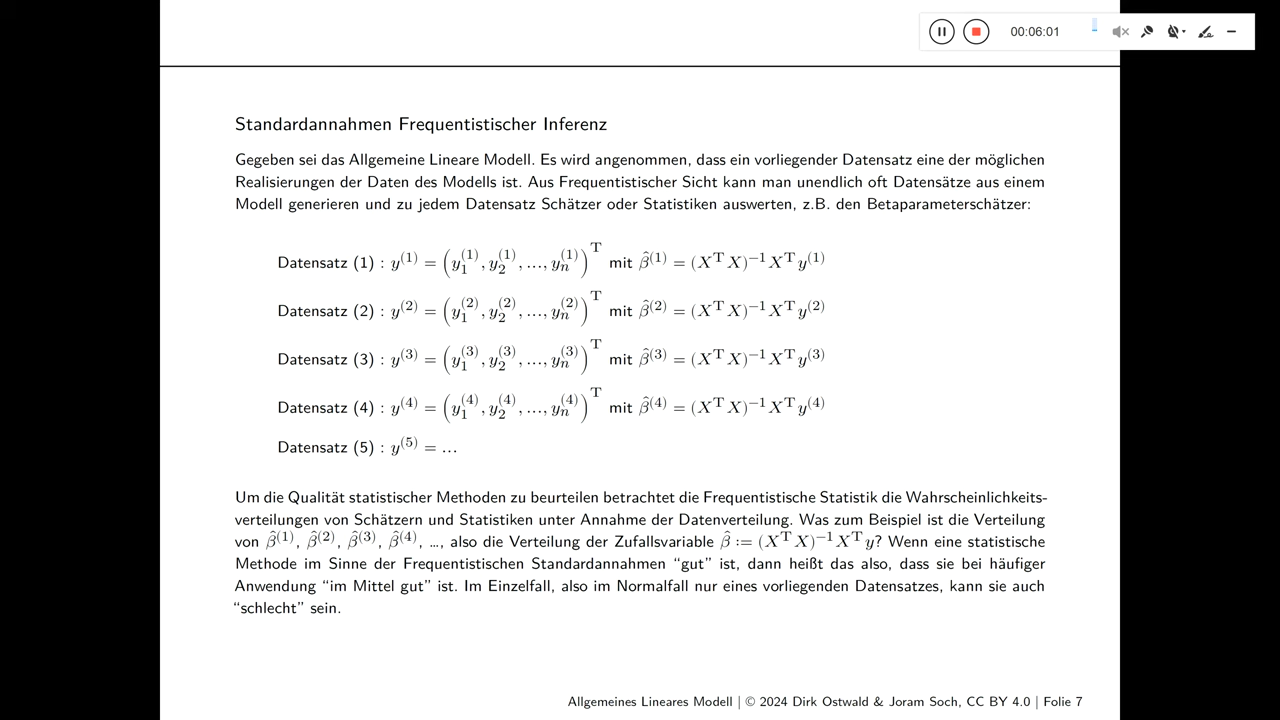 00:06:01
Standardannahmen Frequentistischer Inferenz
Gegeben sei das Allgemeine Lineare Modell. Es wird angenommen, dass ein vorliegender Datensatz eine der möglichen
Realisierungen der Daten des Modells ist. Aus Frequentistischer Sicht kann man unendlich oft Datensätze aus einem
Modell generieren und zu jedem Datensatz Schätzer oder Statistiken auswerten, z.B. den Betaparameterschätzer:
Datensatz (1) : y^(1) = (y_1^(1), y_2^(1), ..., y_n^(1))^T mit β̂^(1) = (X^T X)^−1 X^T y^(1)
Datensatz (2) : y^(2) = (y_1^(2), y_2^(2), ..., y_n^(2))^T mit β̂^(2) = (X^T X)^−1 X^T y^(2)
Datensatz (3) : y^(3) = (y_1^(3), y_2^(3), ..., y_n^(3))^T mit β̂^(3) = (X^T X)^−1 X^T y^(3)
Datensatz (4) : y^(4) = (y_1^(4), y_2^(4), ..., y_n^(4))^T mit β̂^(4) = (X^T X)^−1 X^T y^(4)
Datensatz (5) : y^(5) = ...
Um die Qualität statistischer Methoden zu beurteilen betrachtet die Frequentistische Statistik die Wahrscheinlichkeits-
verteilungen von Schätzern und Statistiken unter Annahme der Datenverteilung. Was zum Beispiel ist die Verteilung
von β̂^(1), β̂^(2), β̂^(3), β̂^(4), ..., also die Verteilung der Zufallsvariable β̂ := (X^T X)^−1 X^T y? Wenn eine statistische
Methode im Sinne der Frequentistischen Standardannahmen “gut” ist, dann heißt das also, dass sie bei häufiger
Anwendung “im Mittel gut” ist. Im Einzelfall, also im Normalfall nur eines vorliegenden Datensatzes, kann sie auch
“schlecht” sein.
Allgemeines Lineares Modell | © 2024 Dirk Ostwald & Joram Soch, CC BY 4.0 | Folie 7